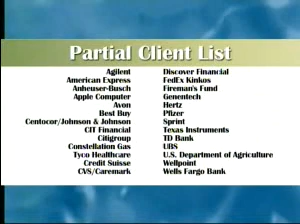 Partial Client List
Agilent
American Express
Anheuser-Busch
Apple Computer
Avon
Best Buy
Centocor/Johnson & Johnson
CIT Financial
Citigroup
Constellation Gas
Tyco Healthcare
Credit Suisse
CVS/Caremark
Discover Financial
FedEx Kinkos
Fireman's Fund
Genentech
Hertz
Pfizer
Sprint
Texas Instruments
TD Bank
UBS
U.S. Department of Agriculture
Wellpoint
Wells Fargo Bank